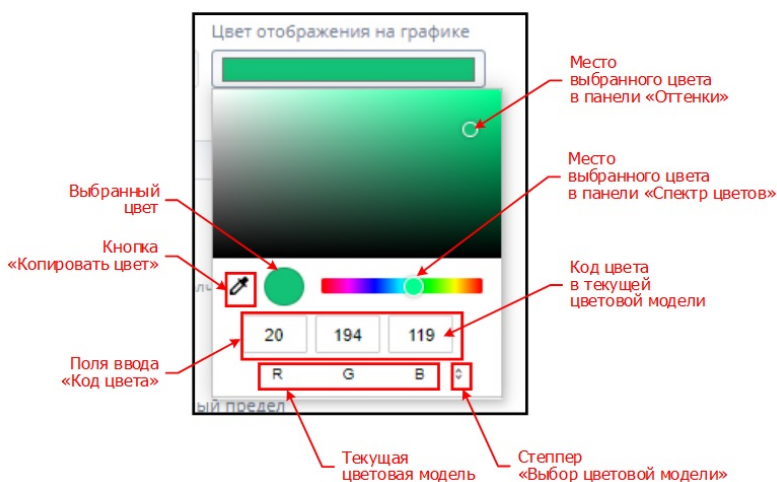 Цвет отображения на графике
Место
выбранного цвета
в панели «Оттенки»
Место
выбранного цвета
в панели «Спектр цветов»
Выбранный
цвет
Кнопка
«Копировать цвет»
Код цвета
в текущей
цветовой модели
20 194 119
Поля ввода
«Код цвета»
R G B
ый предел
Текущая
цветовая модель
Степпер
«Выбор цветовой модели»